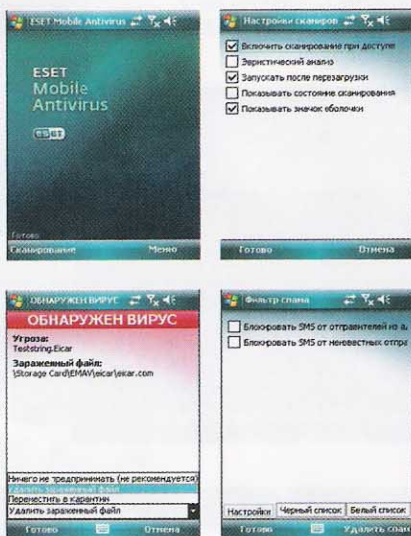 ESET Mobile Antivirus
ESET
Mobile
Antivirus
eset
Готово
Сканирование Меню
Настройки сканиров
Включить сканирование при доступе
Эвристический анализ
Запускать после перезагрузки
Показывать состояние сканирования
Показывать значок оболочки
Готово Отмена
ОБНАРУЖЕН ВИРУС
ОБНАРУЖЕН ВИРУС
Угроза:
Teststring.Eicar
Зараженный файл:
\Storage Card\EMAV\eicar\eicar.com
Ничего не предпринимать (не рекомендуется)
Удалить зараженный файл
Переместить в карантин
Удалить зараженный файл
Готово Отмена
Фильтр спама
Блокировать SMS от отправителей из а
Блокировать SMS от неизвестных отпра
Настройки Черный список Белый список
Готово Удалить спам